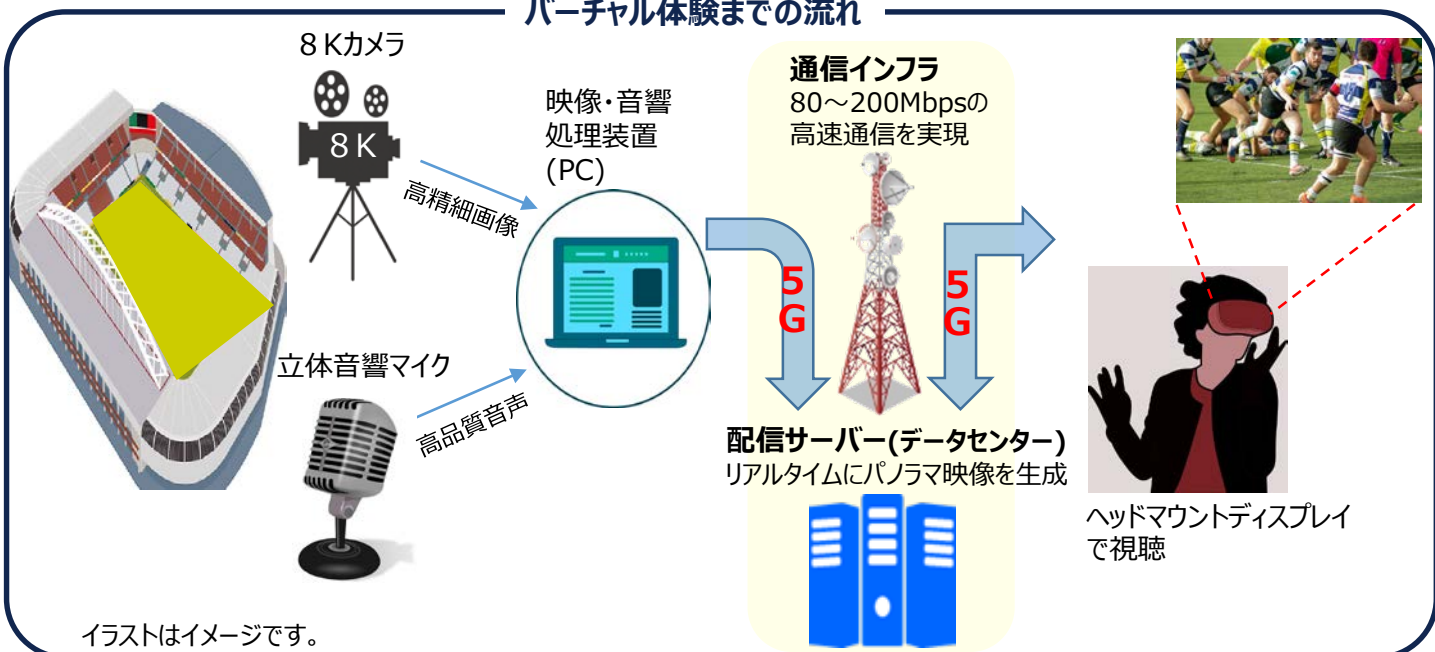 バーチャル体験までの流れ
８Kカメラ
８K
高精細画像
立体音響マイク
高品質音声
映像・音響
処理装置
(PC)
通信インフラ
80～200Mbpsの
高速通信を実現
5G
5G
配信サーバー(データセンター)
リアルタイムにパノラマ映像を生成
ヘッドマウントディスプレイ
で視聴
イラストはイメージです。